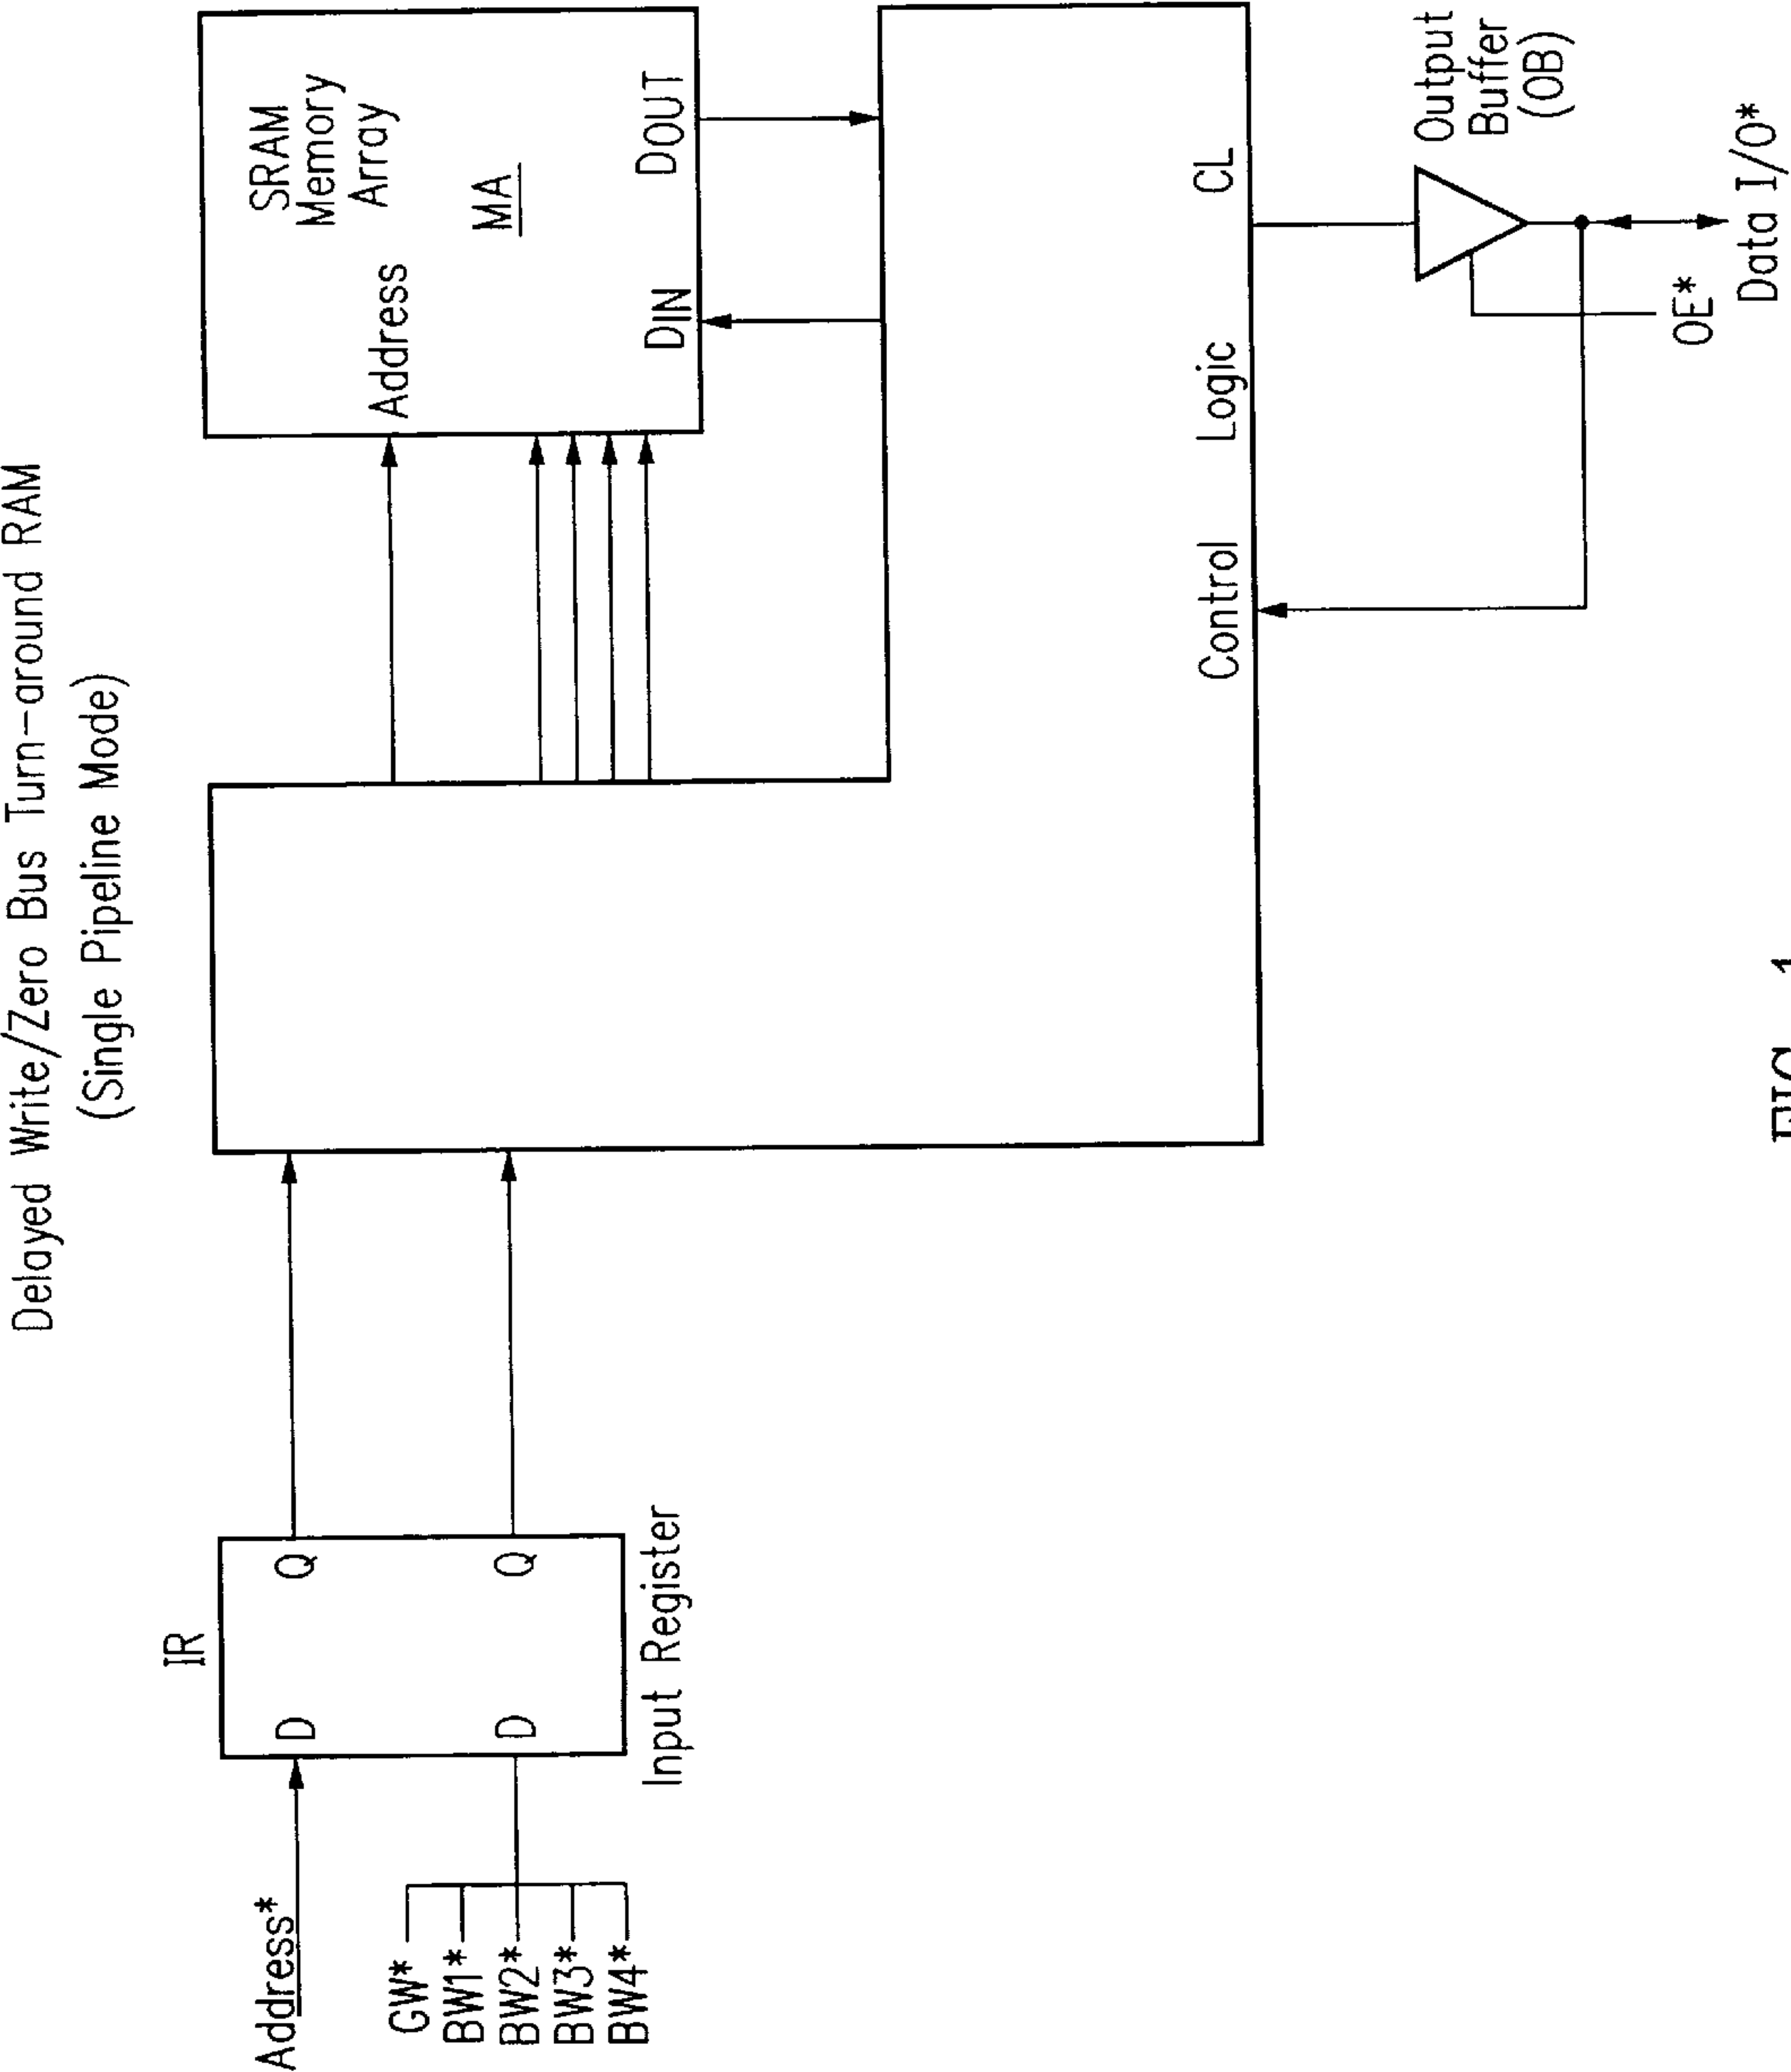 Delayed Write/Zero Bus Turn-around RAM
(Single Pipeline Mode)
IR
D
Q
D
Q
Input Register
Address*
GW*
BW1*
BW2*
BW3*
BW4*
SRAM
Memory
Array
MA
Address
DIN
DOUT
Control
Logic
CL
Output
Buffer
(OB)
OE*
Data I/O*